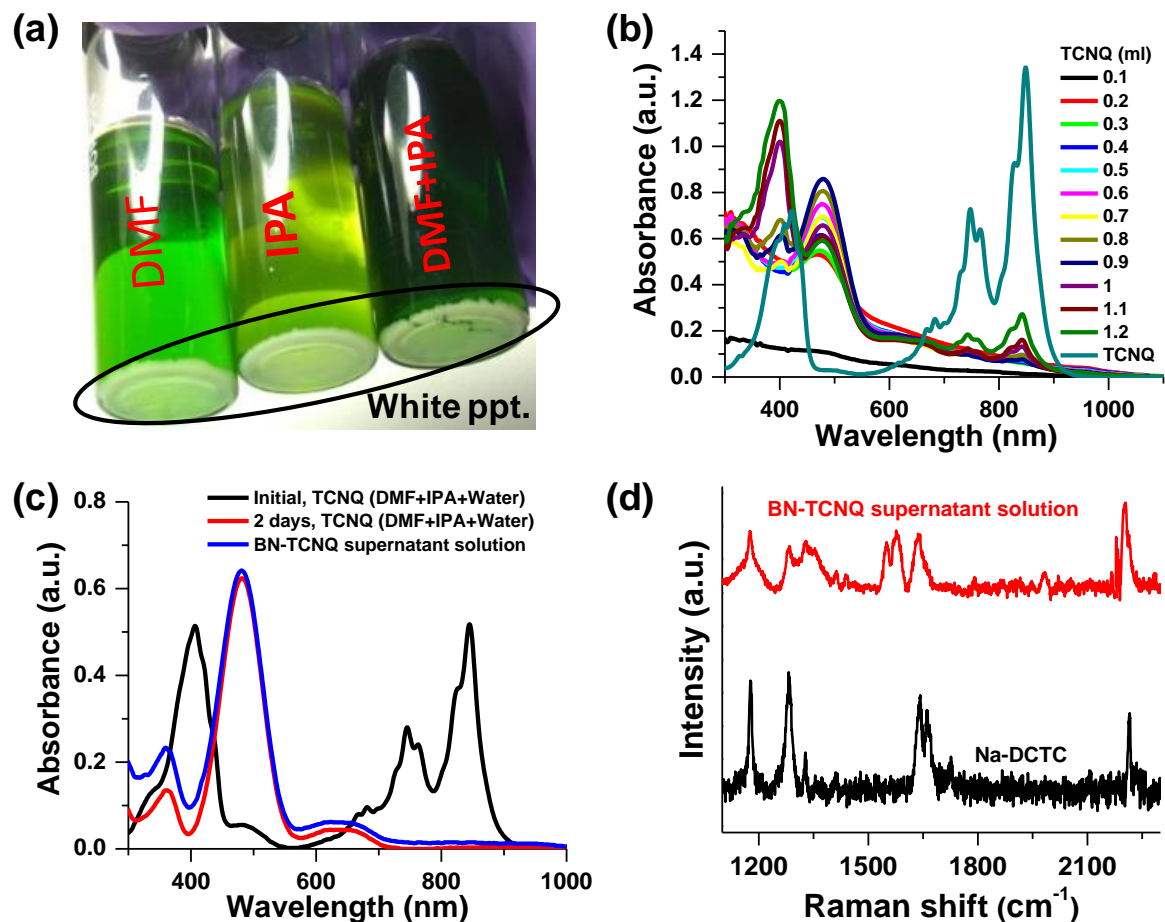 (a)
DMF
IPA
DMF+IPA
White ppt.
(b)
Absorbance (a.u.)
1.4
1.2
1.0
0.8
0.6
0.4
0.2
0.0
400
600
800
1000
Wavelength (nm)
TCNQ (ml)
0.1
0.2
0.3
0.4
0.5
0.6
0.7
0.8
0.9
1
1.1
1.2
TCNQ
(c)
Absorbance (a.u.)
0.8
0.6
0.4
0.2
0.0
400
600
800
1000
Wavelength (nm)
Initial, TCNQ (DMF+IPA+Water)
2 days, TCNQ (DMF+IPA+Water)
BN-TCNQ supernatant solution
(d)
Intensity (a.u.)
BN-TCNQ supernatant solution
Na-DCTC
1200
1500
1800
2100
Raman shift (cm⁻¹)